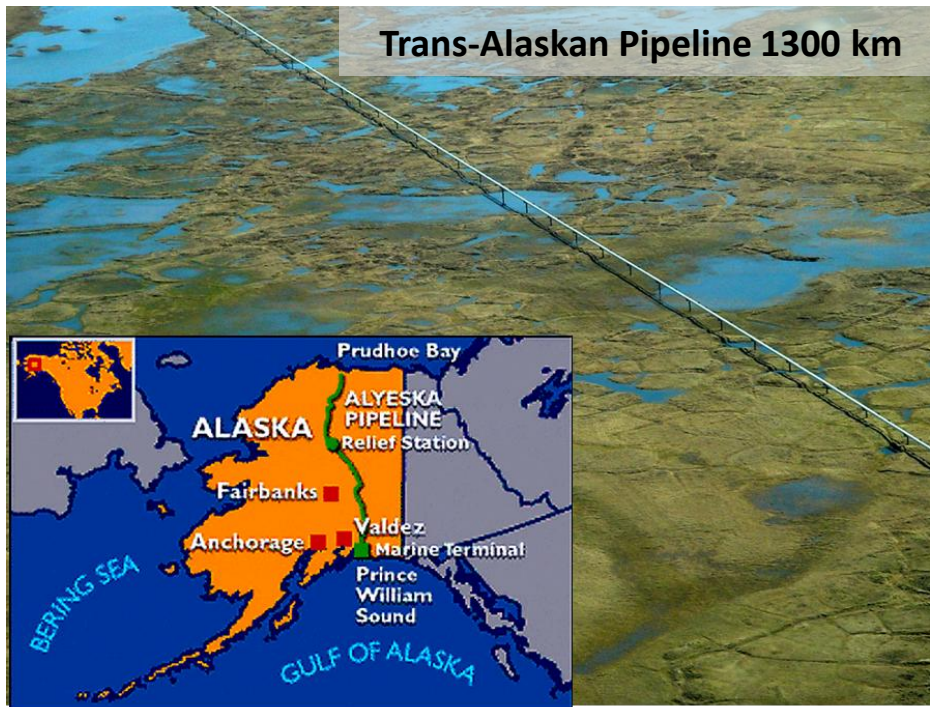 Trans-Alaskan Pipeline 1300 km
Prudhoe Bay
ALYESKA
PIPELINE
ALASKA
Relief Station
Fairbanks
Valdez
Anchorage
Marine Terminal
Prince
William
Sound
BERING SEA
GULF OF ALASKA